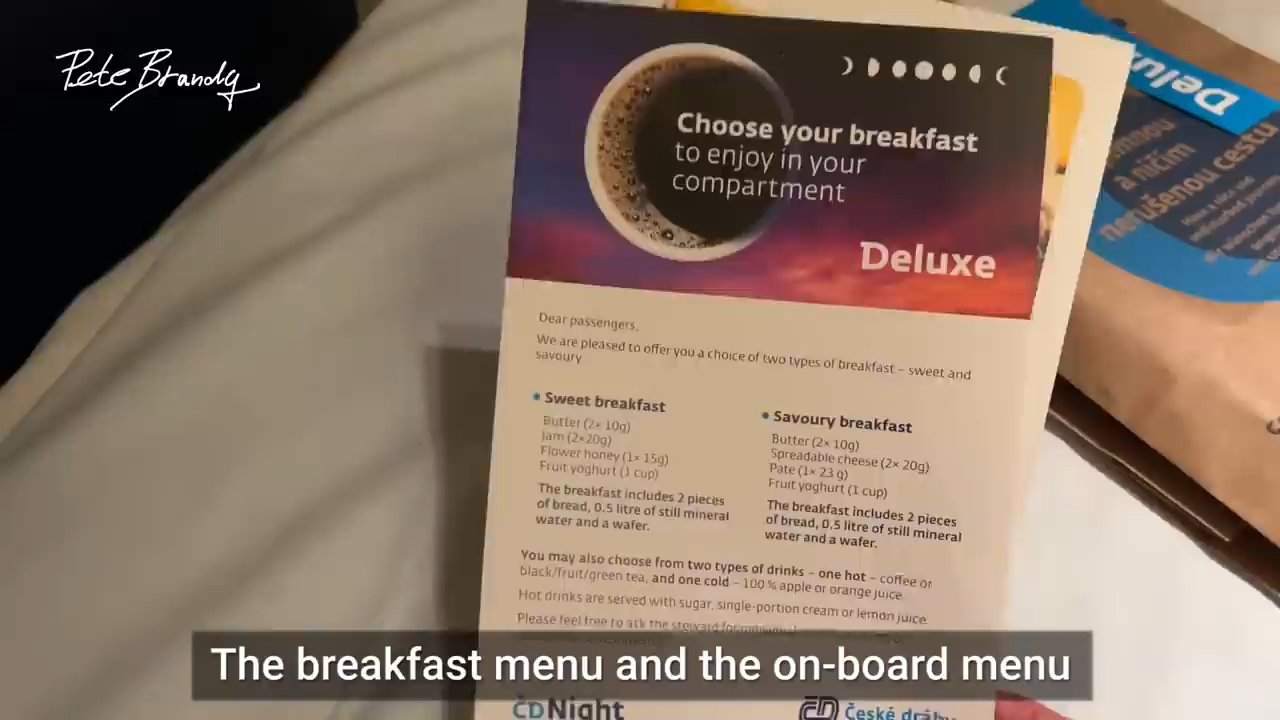 Pete Brandy
Choose your breakfast
to enjoy in your
compartment
Deluxe
Dear passengers,
We are pleased to offer you a choice of two types of breakfast – sweet and
savoury
• Sweet breakfast
Butter (2× 10g)
Jam (2×20g)
Flower honey (1× 15g)
Fruit yoghurt (1 cup)
The breakfast includes 2 pieces
of bread, 0.5 litre of still mineral
water and a wafer.
• Savoury breakfast
Butter (2× 10g)
Spreadable cheese (2× 20g)
Pate (1× 23 g)
Fruit yoghurt (1 cup)
The breakfast includes 2 pieces
of bread, 0.5 litre of still mineral
water and a wafer.
You may also choose from two types of drinks – one hot – coffee or
black/fruit/green tea, and one cold – 100 % apple or orange juice.
Hot drinks are served with sugar, single-portion cream or lemon juice.
Please feel free to ask the steward for
ČD Night
ČD České dráhy
Deluxe
a ničím
nerušenou cestu
The breakfast menu and the on-board menu